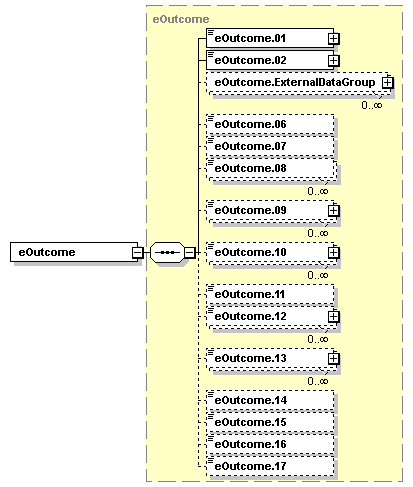 eOutcome
eOutcome.01
eOutcome.02
eOutcome.ExternalDataGroup
0..∞
eOutcome.06
eOutcome.07
eOutcome.08
0..∞
eOutcome.09
0..∞
eOutcome
eOutcome.10
0..∞
eOutcome.11
eOutcome.12
0..∞
eOutcome.13
0..∞
eOutcome.14
eOutcome.15
eOutcome.16
eOutcome.17